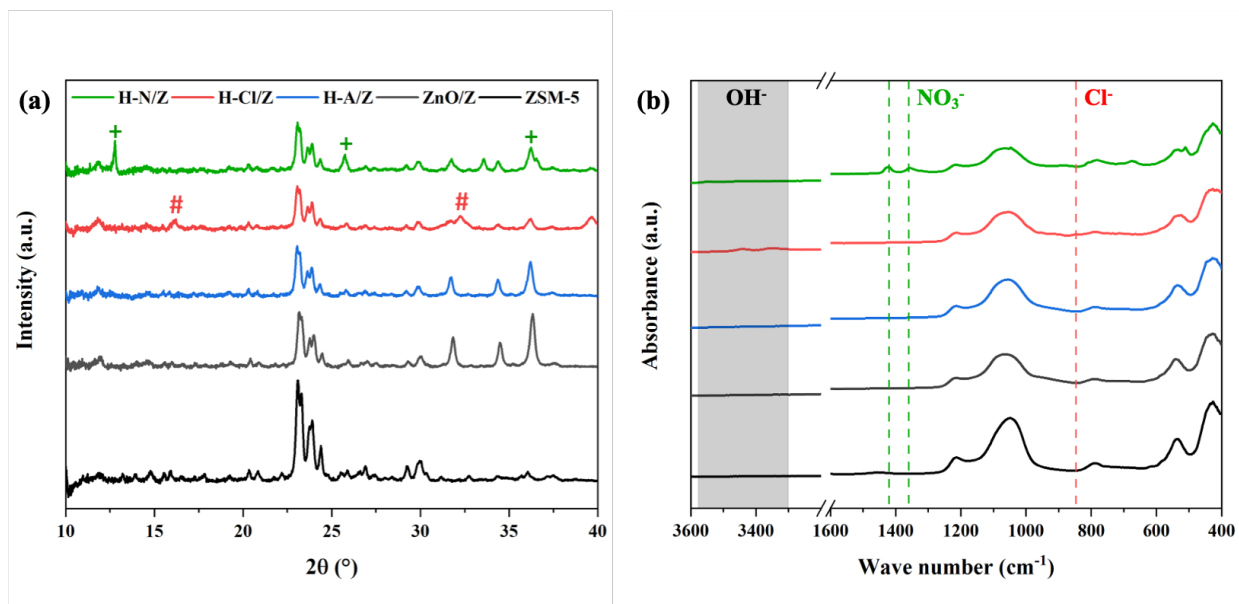 (a)
H-N/Z H-Cl/Z H-A/Z ZnO/Z ZSM-5
+ + +
# #
Intensity (a.u.)
10 15 20 25 30 35 40
2θ (°)
(b)
OH⁻ NO₃⁻ Cl⁻
Absorbance (a.u.)
3600 3400 1600 1400 1200 1000 800 600 400
Wave number (cm⁻¹)